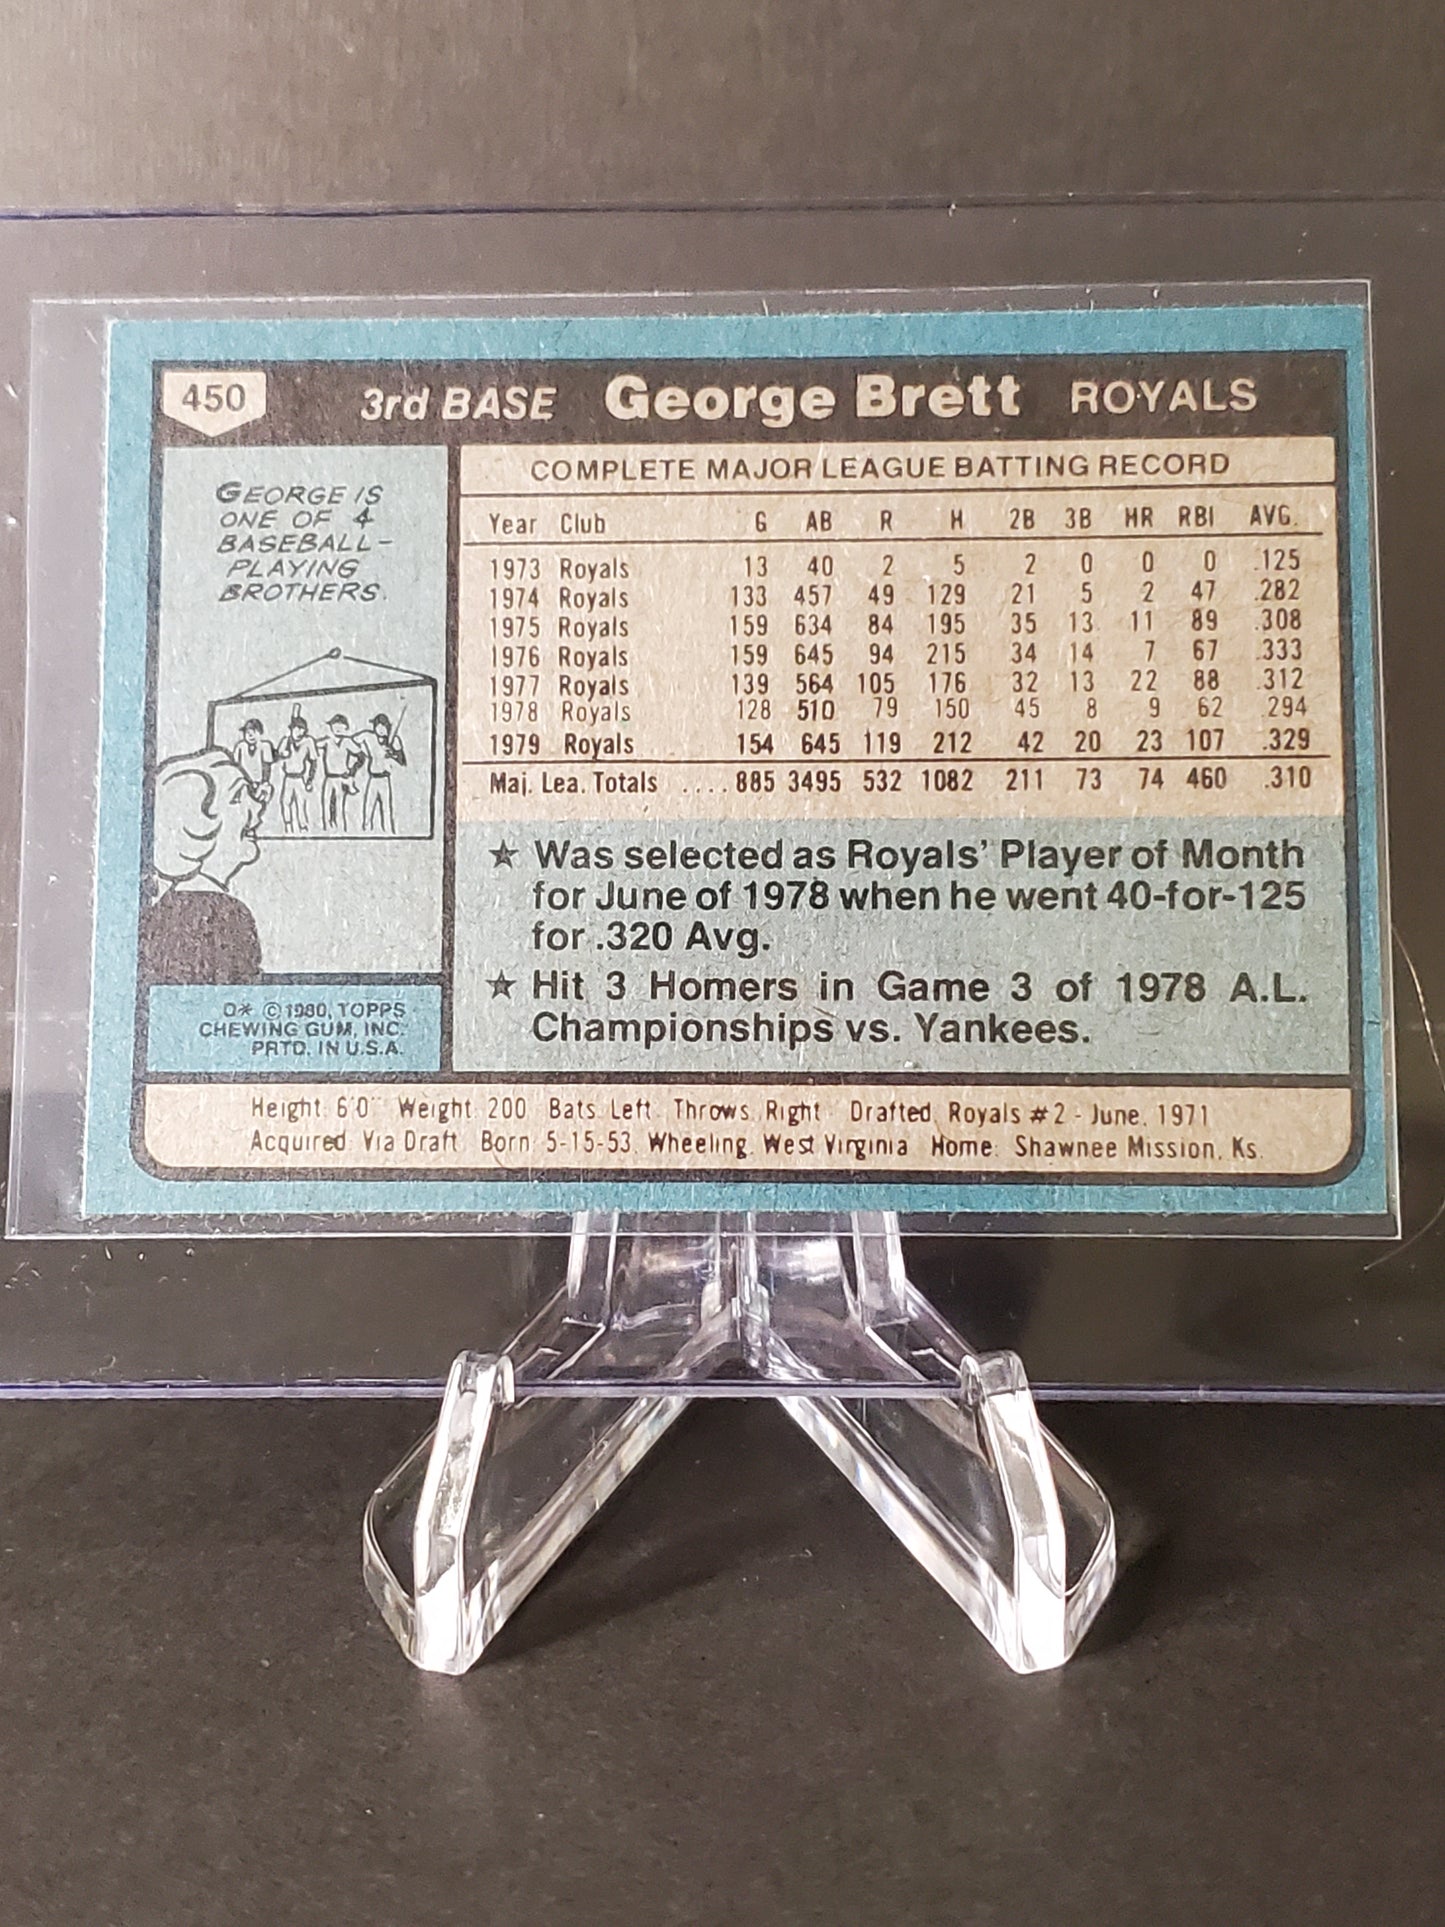 450 3rd BASE George Brett ROYALS
GEORGE IS
ONE OF 4
BASEBALL-
PLAYING
BROTHERS.
COMPLETE MAJOR LEAGUE BATTING RECORD
Year Club G AB R H 2B 3B HR RBI AVG.
1973 Royals 13 40 2 5 2 0 0 0 .125
1974 Royals 133 457 49 129 21 5 2 47 .282
1975 Royals 159 634 84 195 35 13 11 89 .308
1976 Royals 159 645 94 215 34 14 7 67 .333
1977 Royals 139 564 105 176 32 13 22 88 .312
1978 Royals 128 510 79 150 45 8 9 62 .294
1979 Royals 154 645 119 212 42 20 23 107 .329
Maj. Lea. Totals .... 885 3495 532 1082 211 73 74 460 .310
★ Was selected as Royals' Player of Month
for June of 1978 when he went 40-for-125
for .320 Avg.
★ Hit 3 Homers in Game 3 of 1978 A.L.
Championships vs. Yankees.
D* ©1980, TOPPS
CHEWING GUM, INC.
PRTD. IN U.S.A.
Height: 6'0" Weight: 200 Bats: Left Throws: Right Drafted: Royals #2 - June, 1971
Acquired: Via Draft Born: 5-15-53, Wheeling, West Virginia Home: Shawnee Mission, Ks.